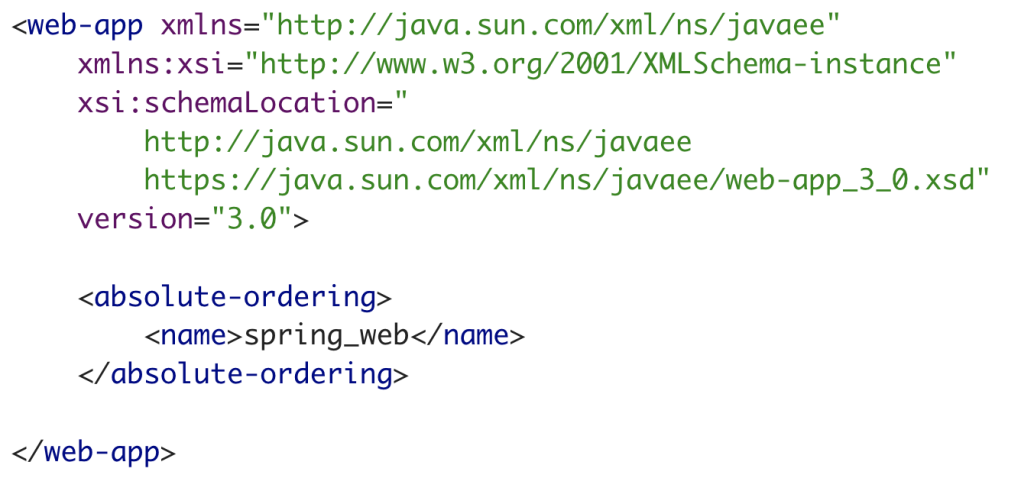 <web-app xmlns="http://java.sun.com/xml/ns/javaee"
    xmlns:xsi="http://www.w3.org/2001/XMLSchema-instance"
    xsi:schemaLocation="
        http://java.sun.com/xml/ns/javaee
        https://java.sun.com/xml/ns/javaee/web-app_3_0.xsd"
    version="3.0">

    <absolute-ordering>
        <name>spring_web</name>
    </absolute-ordering>

</web-app>